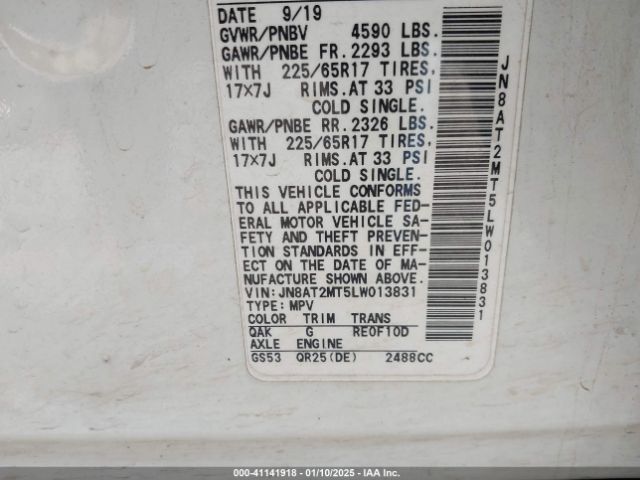 DATE 9/19
GVWR/PNBV 4590 LBS.
GAWR/PNBE FR. 2293 LBS.
WITH 225/65R17 TIRES,
17×7J RIMS.AT 33 PSI
COLD SINGLE.
GAWR/PNBE RR. 2326 LBS.
WITH 225/65R17 TIRES,
17×7J RIMS.AT 33 PSI
COLD SINGLE.
THIS VEHICLE CONFORMS
TO ALL APPLICABLE FED-
ERAL MOTOR VEHICLE SA-
FETY AND THEFT PREVEN-
TION STANDARDS IN EFF-
ECT ON THE DATE OF MA-
NUFACTURE SHOWN ABOVE.
VIN: JN8AT2MT5LW013831
TYPE: MPV
COLOR TRIM TRANS
QAK G RE0F10D
AXLE ENGINE
GS53 QR25(DE) 2488CC
JN8AT2MT5LW013831
000-41141918 - 01/10/2025 - IAA Inc.